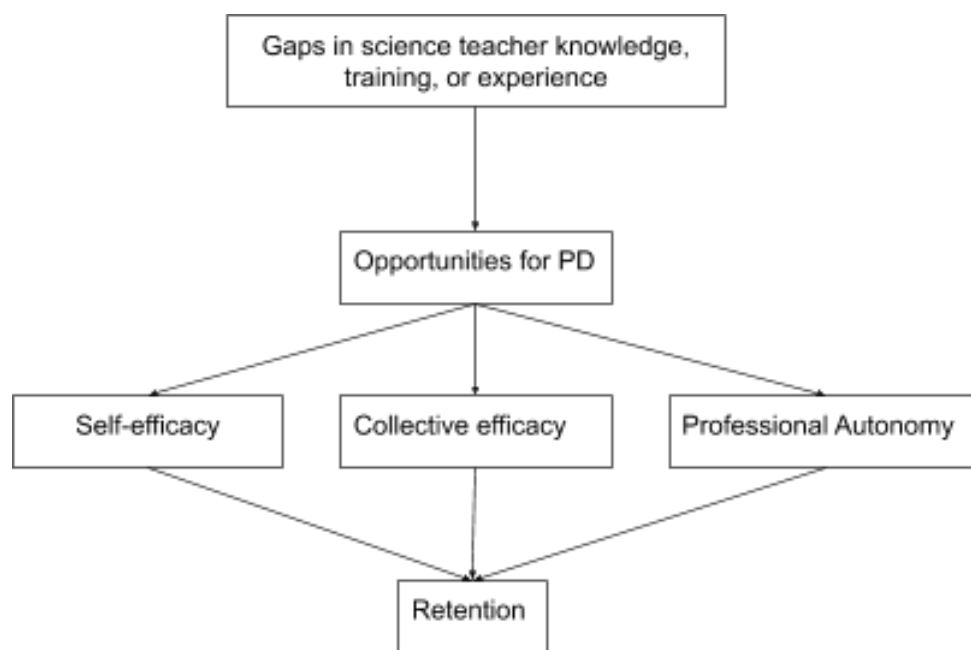 Gaps in science teacher knowledge,
training, or experience
Opportunities for PD
Self-efficacy
Collective efficacy
Professional Autonomy
Retention